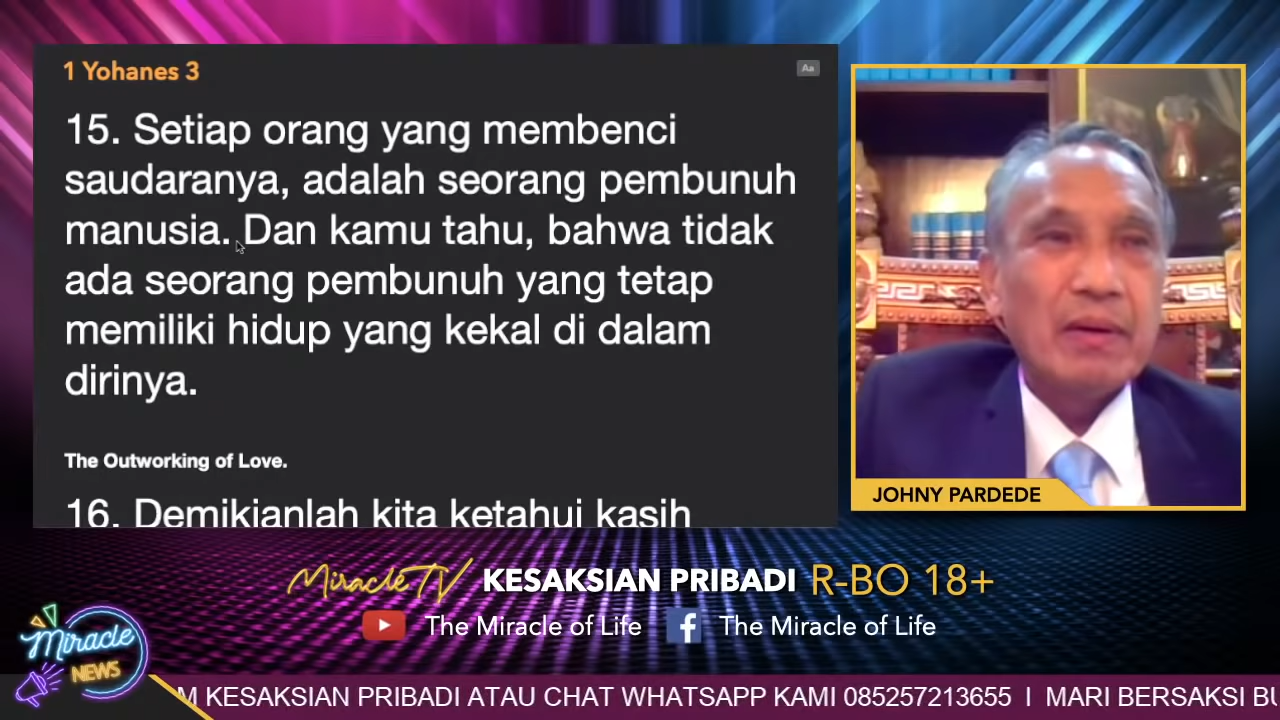 1 Yohanes 3
Aa
15. Setiap orang yang membenci
saudaranya, adalah seorang pembunuh
manusia. Dan kamu tahu, bahwa tidak
ada seorang pembunuh yang tetap
memiliki hidup yang kekal di dalam
dirinya.
The Outworking of Love.
16. Demikianlah kita ketahui kasih
JOHNY PARDEDE
Miracle TV KESAKSIAN PRIBADI R-BO 18+
The Miracle of Life The Miracle of Life
Miracle
NEWS
M KESAKSIAN PRIBADI ATAU CHAT WHATSAPP KAMI 085257213655 I MARI BERSAKSI BU